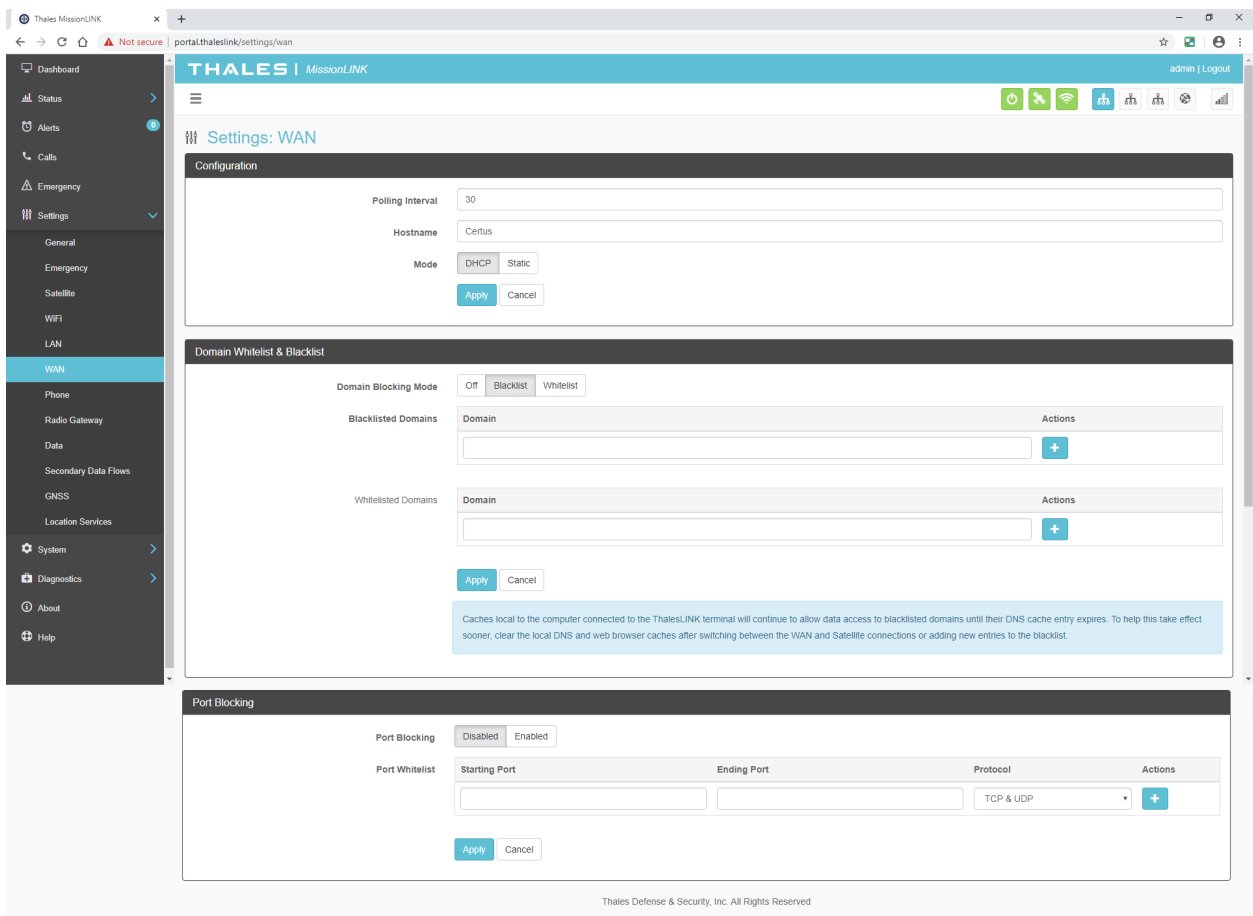 Thales MissionLINK
Not secure | portal.thaleslink/settings/wan
Dashboard
Status
Alerts 0
Calls
Emergency
Settings
General
Emergency
Satellite
WiFi
LAN
WAN
Phone
Radio Gateway
Data
Secondary Data Flows
GNSS
Location Services
System
Diagnostics
About
Help
THALES | MissionLINK
admin | Logout
Settings: WAN
Configuration
Polling Interval 30
Hostname Certus
Mode DHCP Static
Apply Cancel
Domain Whitelist & Blacklist
Domain Blocking Mode Off Blacklist Whitelist
Blacklisted Domains Domain Actions
Whitelisted Domains Domain Actions
Apply Cancel
Caches local to the computer connected to the ThalesLINK terminal will continue to allow data access to blacklisted domains until their DNS cache entry expires. To help this take effect
sooner, clear the local DNS and web browser caches after switching between the WAN and Satellite connections or adding new entries to the blacklist.
Port Blocking
Port Blocking Disabled Enabled
Port Whitelist Starting Port Ending Port Protocol Actions
TCP & UDP
Apply Cancel
Thales Defense & Security, Inc. All Rights Reserved